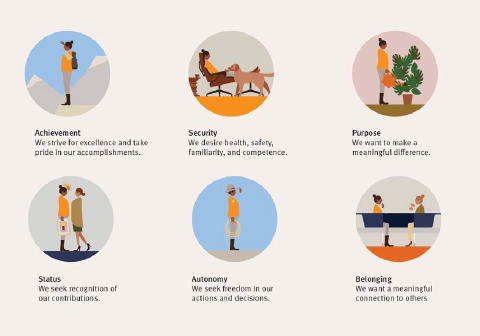 Achievement
We strive for excellence and take
pride in our accomplishments.
Security
We desire health, safety,
familiarity, and competence.
Purpose
We want to make a
meaningful difference.
Status
We seek recognition of
our contributions.
Autonomy
We seek freedom in our
actions and decisions.
Belonging
We want a meaningful
connection to others